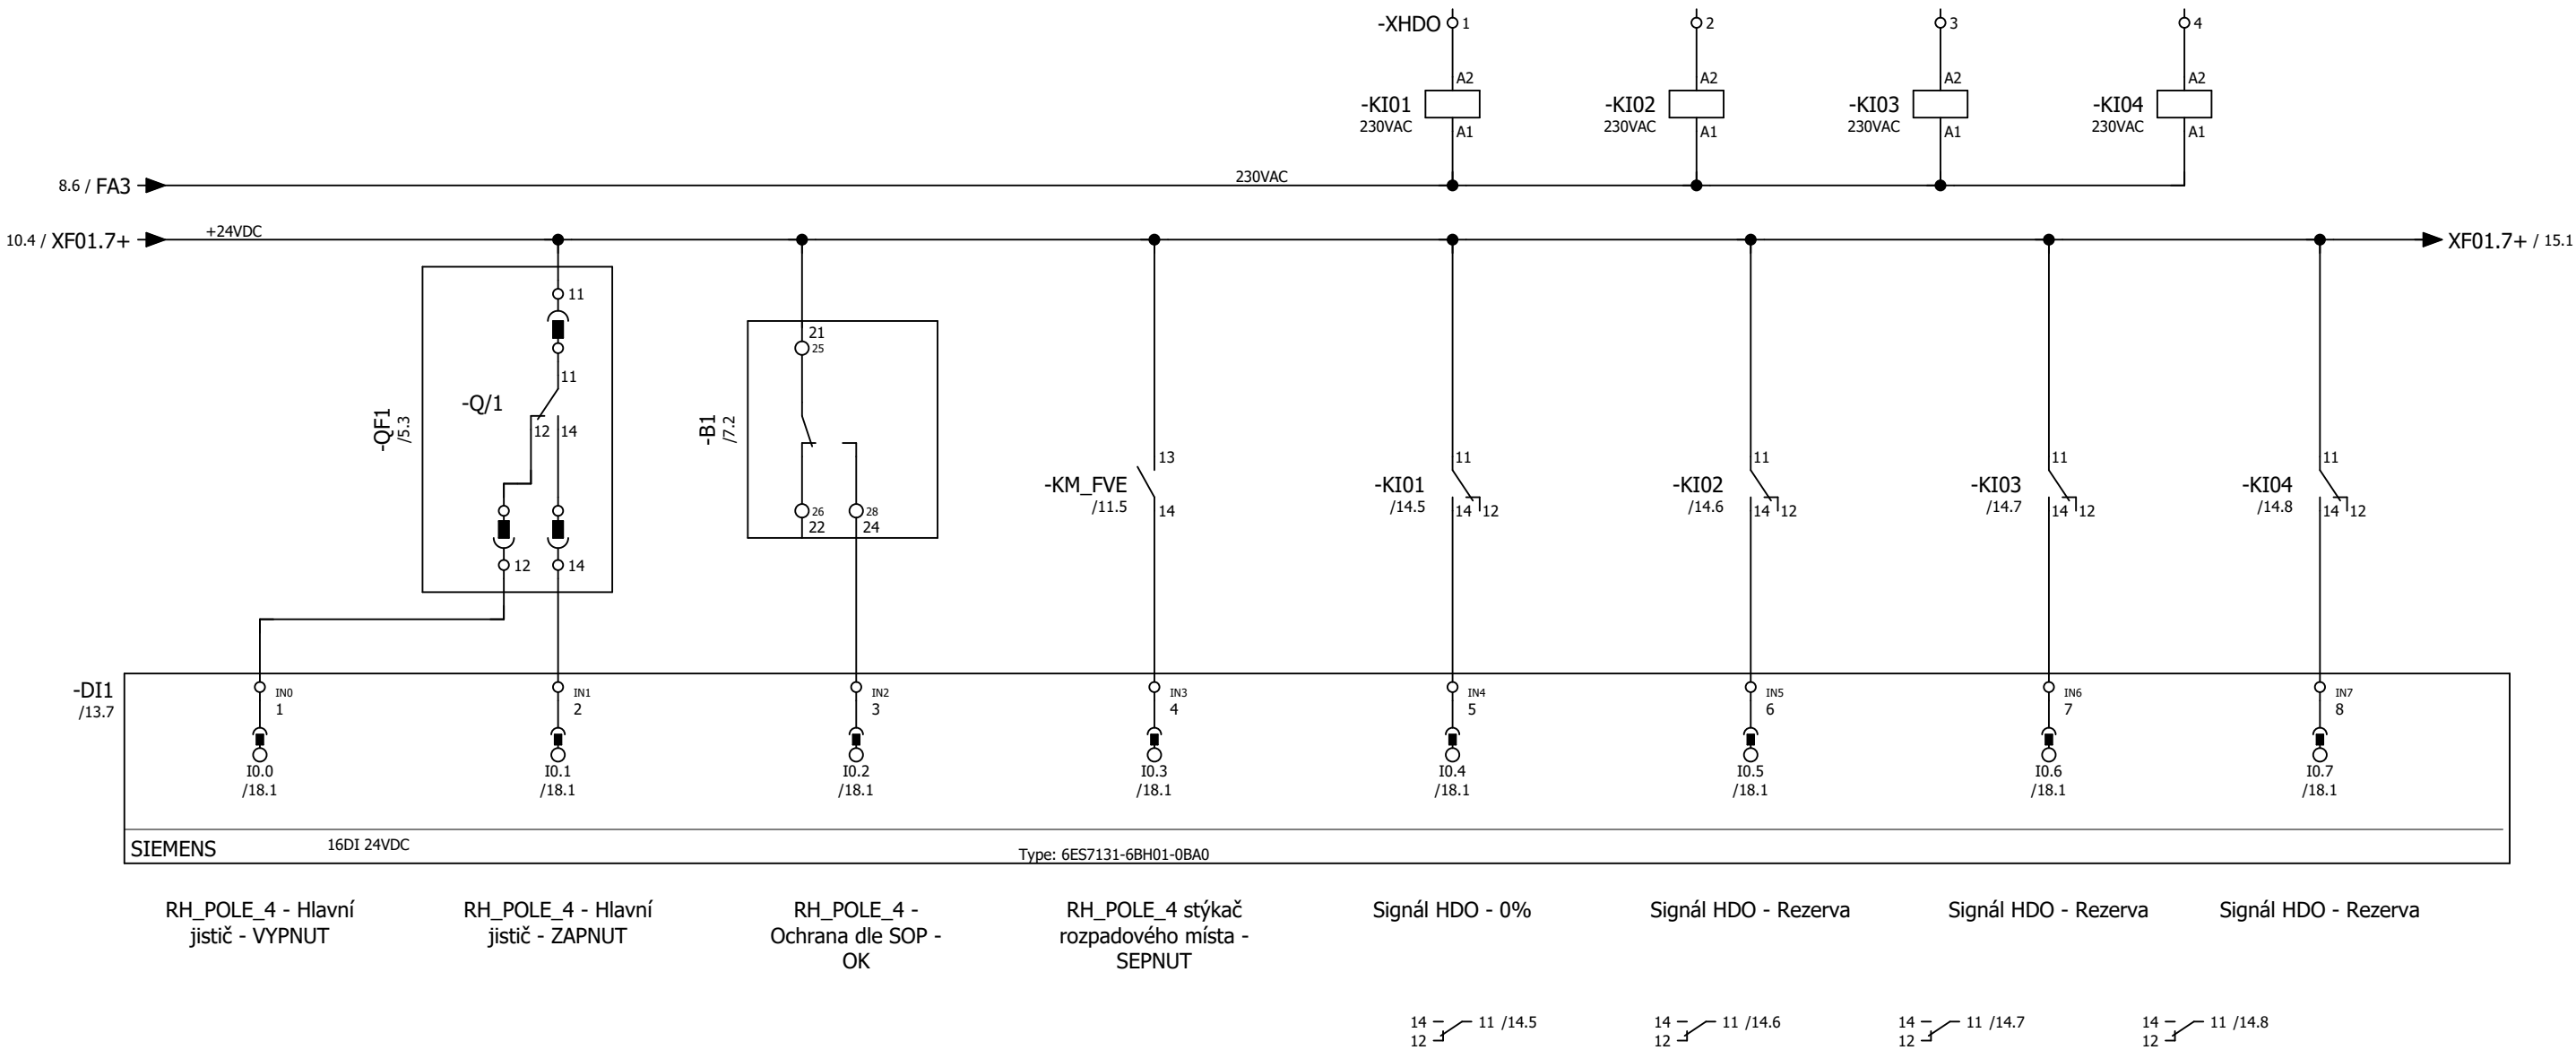 -XHDO 1 2 3 4
A2 A2 A2 A2
-KI01 -KI02 -KI03 -KI04
230VAC 230VAC 230VAC 230VAC
A1 A1 A1 A1
8.6 / FA3 230VAC
10.4 / XF01.7+ +24VDC XF01.7+ / 15.1
11
21
25
11
-Q/1
12 14
-QF1
/5.3
-B1
/7.2
13 11 11 11 11
-KM_FVE -KI01 -KI02 -KI03 -KI04
/11.5 /14.5 /14.6 /14.7 /14.8
14 14 12 14 12 14 12 14 12
26 28
22 24
12 14
-DI1
/13.7
IN0 IN1 IN2 IN3 IN4 IN5 IN6 IN7
1 2 3 4 5 6 7 8
I0.0 I0.1 I0.2 I0.3 I0.4 I0.5 I0.6 I0.7
/18.1 /18.1 /18.1 /18.1 /18.1 /18.1 /18.1 /18.1
SIEMENS 16DI 24VDC Type: 6ES7131-6BH01-0BA0
RH_POLE_4 - Hlavní
jistič - VYPNUT
RH_POLE_4 - Hlavní
jistič - ZAPNUT
RH_POLE_4 -
Ochrana dle SOP -
OK
RH_POLE_4 stýkač
rozpadového místa -
SEPNUT
Signál HDO - 0%
Signál HDO - Rezerva
Signál HDO - Rezerva
Signál HDO - Rezerva
14 11 /14.5 14 11 /14.6 14 11 /14.7 14 11 /14.8
12 12 12 12